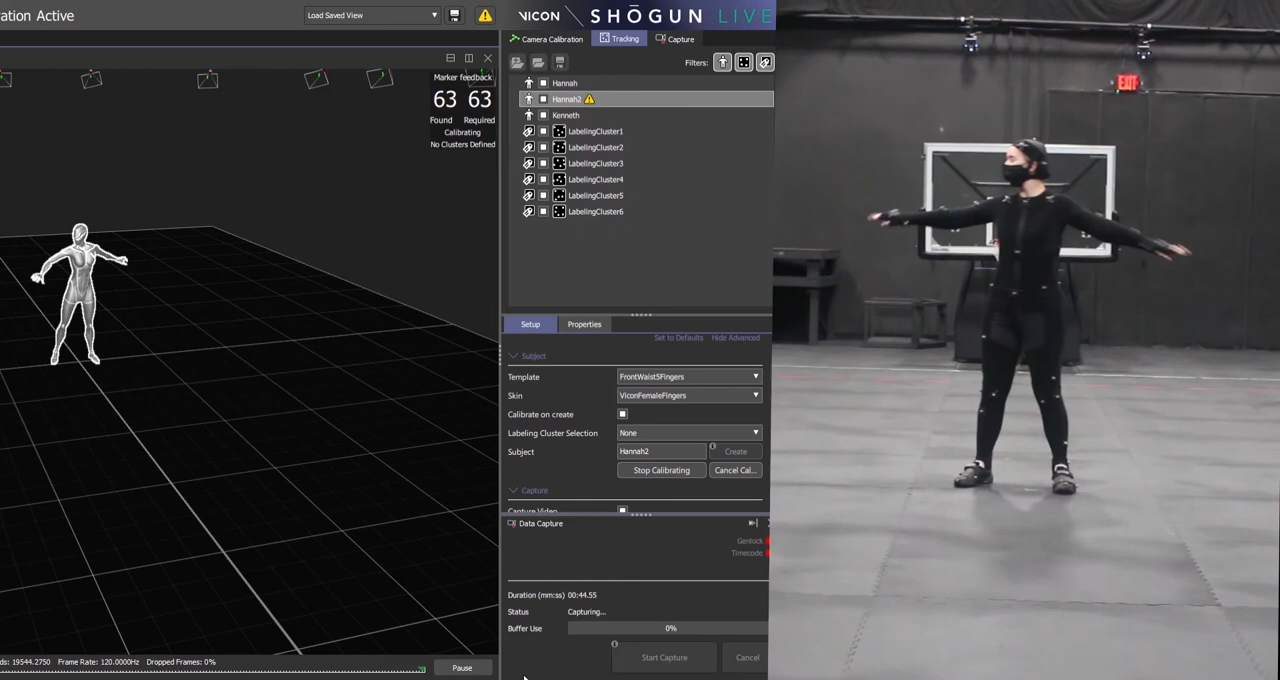 ration Active
Load Saved View
Marker feedback
63 63
Found Required
Calibrating
No Clusters Defined
ds: 19544.2750 Frame Rate: 120.0000Hz Dropped Frames: 0%
Pause
VICON SHŌGUN LIVE
Camera Calibration Tracking Capture
Filters:
Hannah
Hannah2
Kenneth
LabelingCluster1
LabelingCluster2
LabelingCluster3
LabelingCluster4
LabelingCluster5
LabelingCluster6
Setup Properties
Set to Defaults Hide Advanced
Subject
Template FrontWaist5Fingers
Skin ViconFemaleFingers
Calibrate on create
Labeling Cluster Selection None
Subject Hannah2 Create
Stop Calibrating Cancel Cal...
Capture
Capture Video
Data Capture
Genlock
Timecode
Duration (mm:ss) 00:44.55
Status Capturing...
Buffer Use 0%
Start Capture Cancel
EXIT